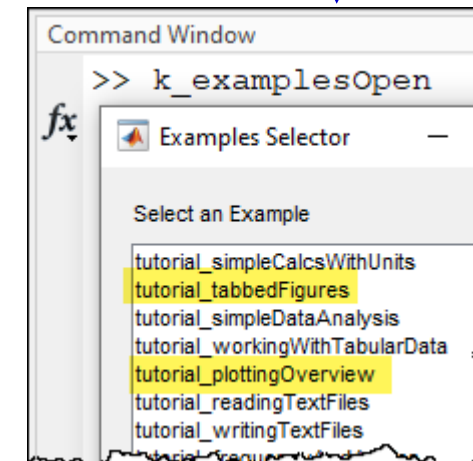 Command Window
>> k_examplesOpen
fx
Examples Selector
Select an Example
tutorial_simpleCalcsWithUnits
tutorial_tabbedFigures
tutorial_simpleDataAnalysis
tutorial_workingWithTabularData
tutorial_plottingOverview
tutorial_readingTextFiles
tutorial_writingTextFiles